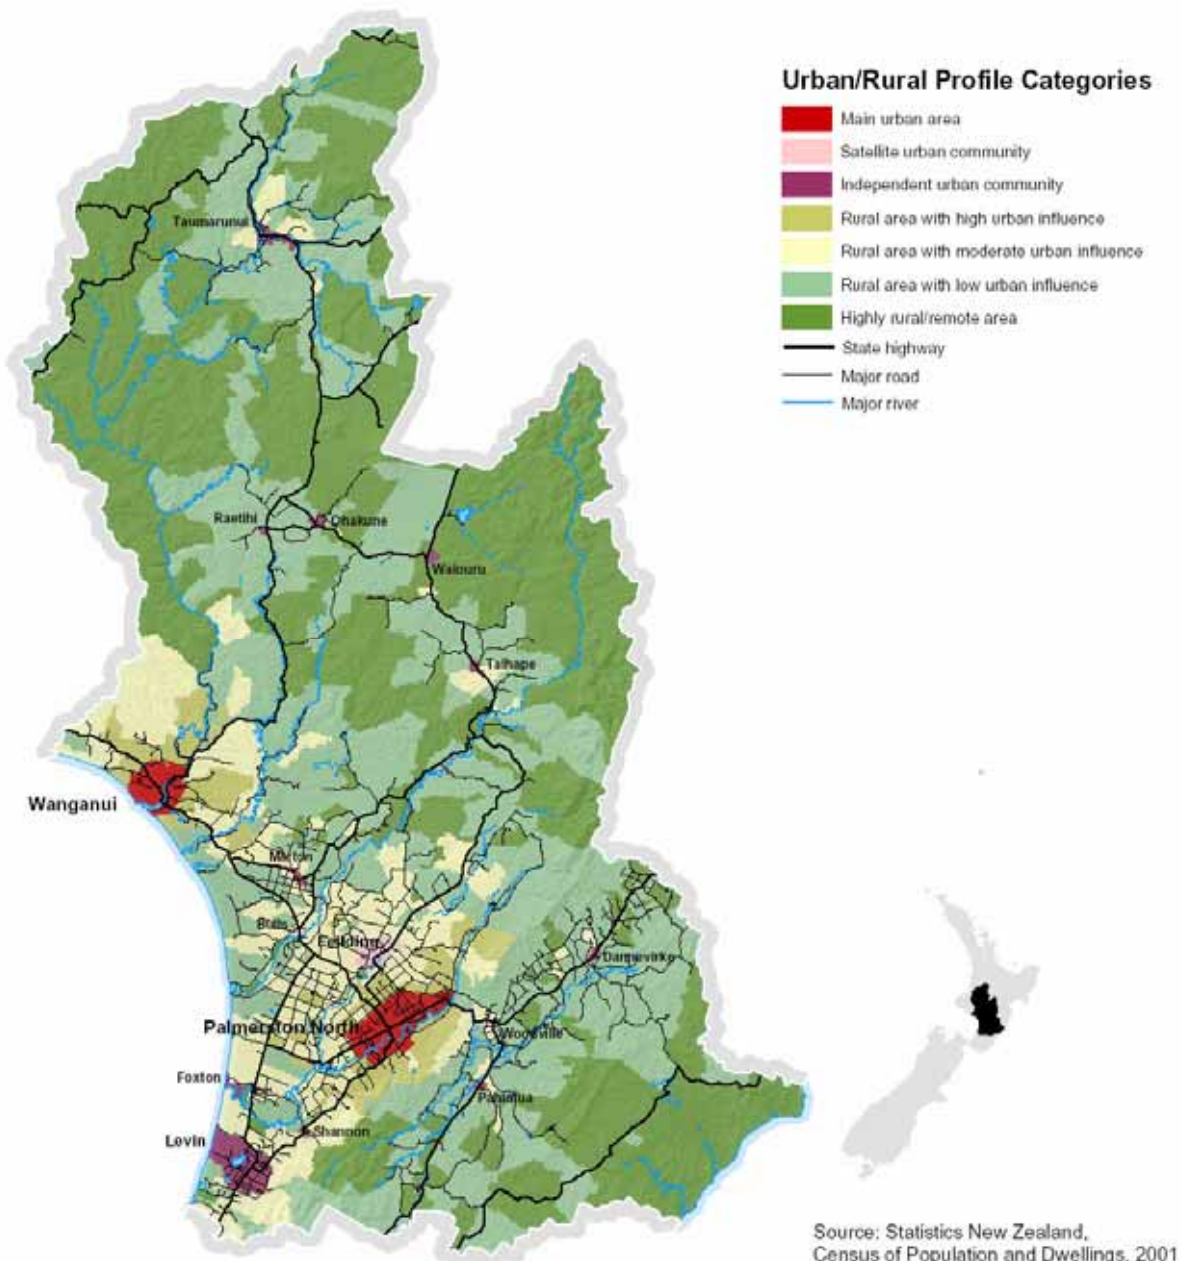 Urban/Rural Profile Categories
Main urban area
Satellite urban community
Independent urban community
Rural area with high urban influence
Rural area with moderate urban influence
Rural area with low urban influence
Highly rural/remote area
State highway
Major road
Major river
Taumarunui
Raetihi
Ohakune
Waiouru
Taihape
Wanganui
Marton
Bulls
Feilding
Dannevirke
Palmerston North
Woodville
Foxton
Pahiatua
Shannon
Levin
Source: Statistics New Zealand,
Census of Population and Dwellings, 2001